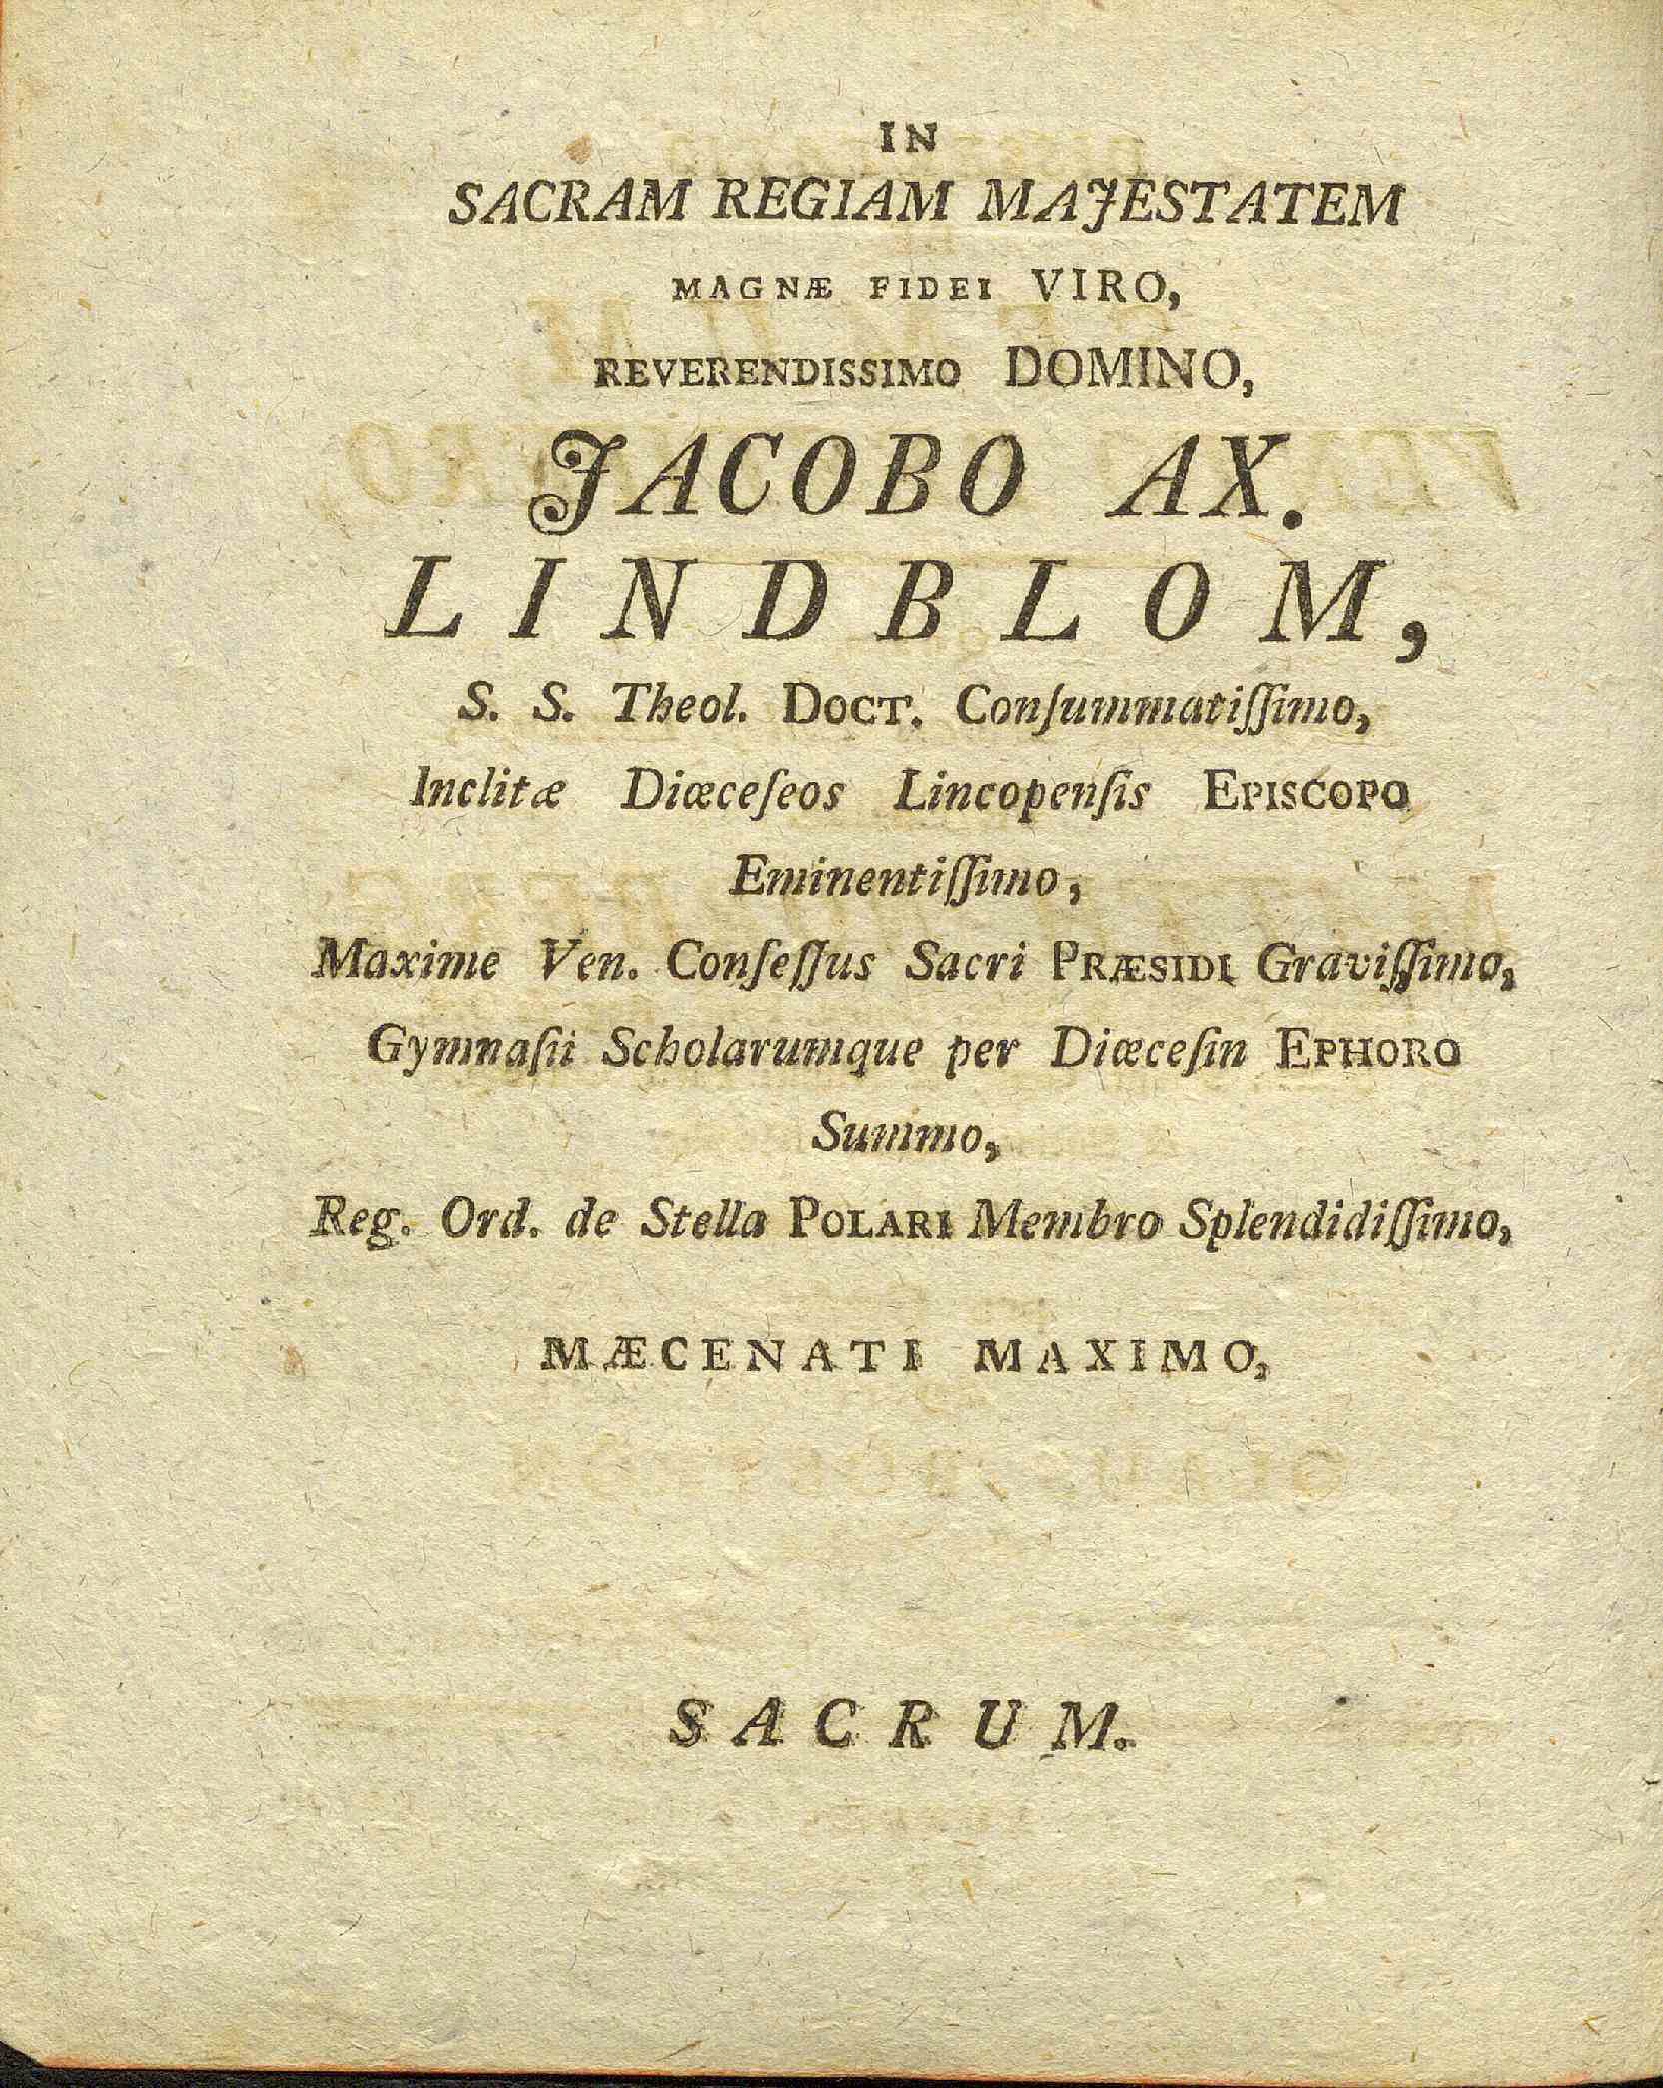 IN
SACRAM REGIAM MAJESTATEM
MAGNÆ FIDEI VIRO,
REVERENDISSIMO DOMINO,
JACOBO AX.
LINDBLOM,
S. S. Theol. DOCT. Conſummatiſſimo,
Inclitæ Diœceſeos Lincopenſis EPISCOPO
Eminentiſſimo,
Maxime Ven. Conſeſſus Sacri PRÆSIDI Graviſſimo,
Gymnaſii Scholarumque per Diœceſin EPHORO
Summo,
Reg. Ord. de Stella POLARI Membro Splendidiſſimo,
MÆCENATI MAXIMO,
SACRUM.